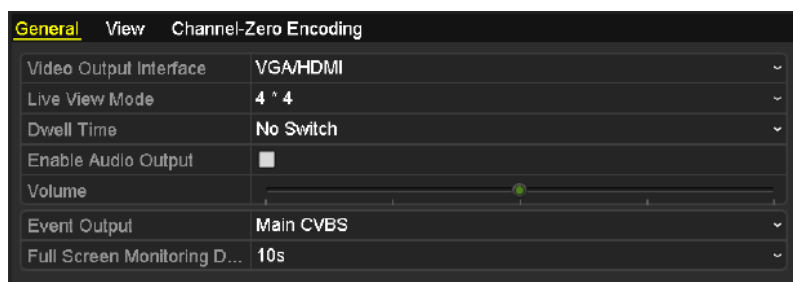 General View Channel-Zero Encoding
Video Output Interface VGA/HDMI
Live View Mode 4 * 4
Dwell Time No Switch
Enable Audio Output
Volume
Event Output Main CVBS
Full Screen Monitoring D... 10s